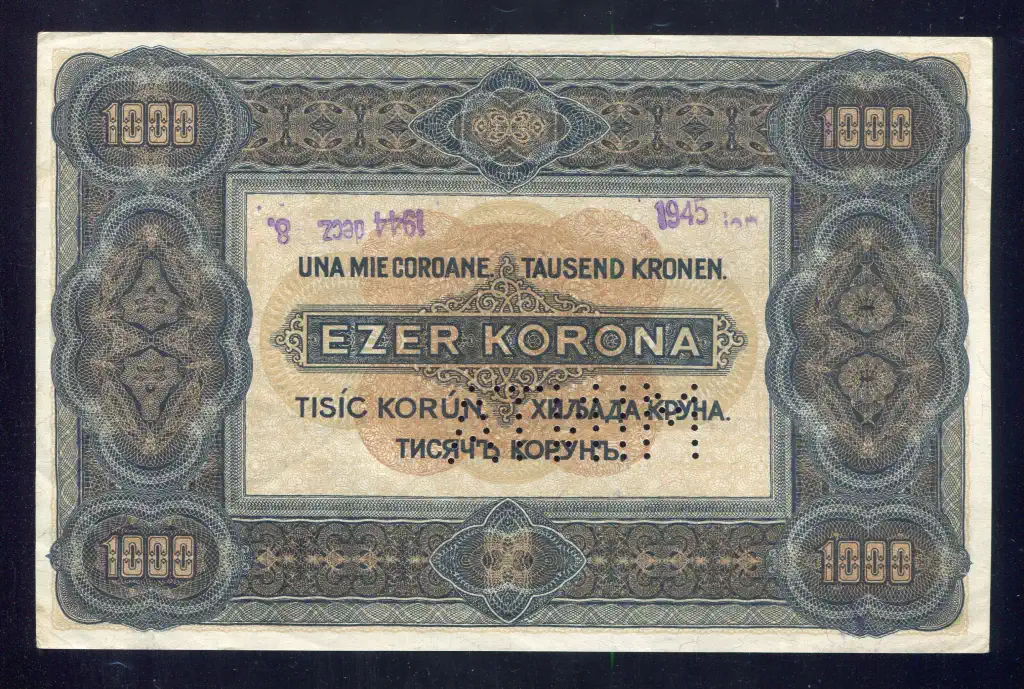 1000 1000
1944 DECZ 8.
1945 jan
UNA MIE COROANE. TAUSEND KRONEN.
EZER KORONA
TISÍC KORÚN. ХИЉАДА КРУНА.
ТИСЯЧЪ КОРУНЪ.
1000 1000